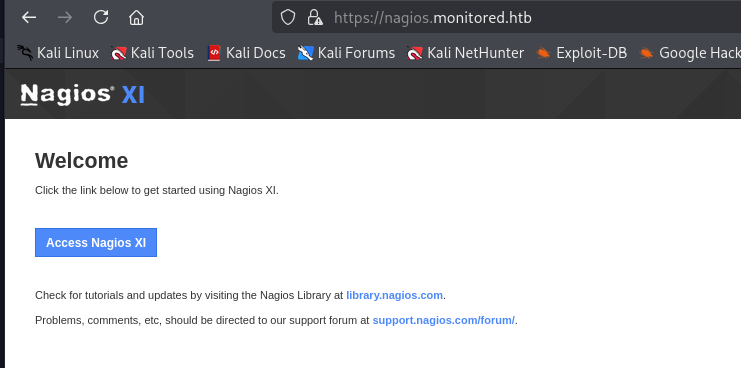 https://nagios.monitored.htb
Kali Linux Kali Tools Kali Docs Kali Forums Kali NetHunter Exploit-DB Google Hack
Nagios® XI
Welcome
Click the link below to get started using Nagios XI.
Access Nagios XI
Check for tutorials and updates by visiting the Nagios Library at library.nagios.com.
Problems, comments, etc, should be directed to our support forum at support.nagios.com/forum/.